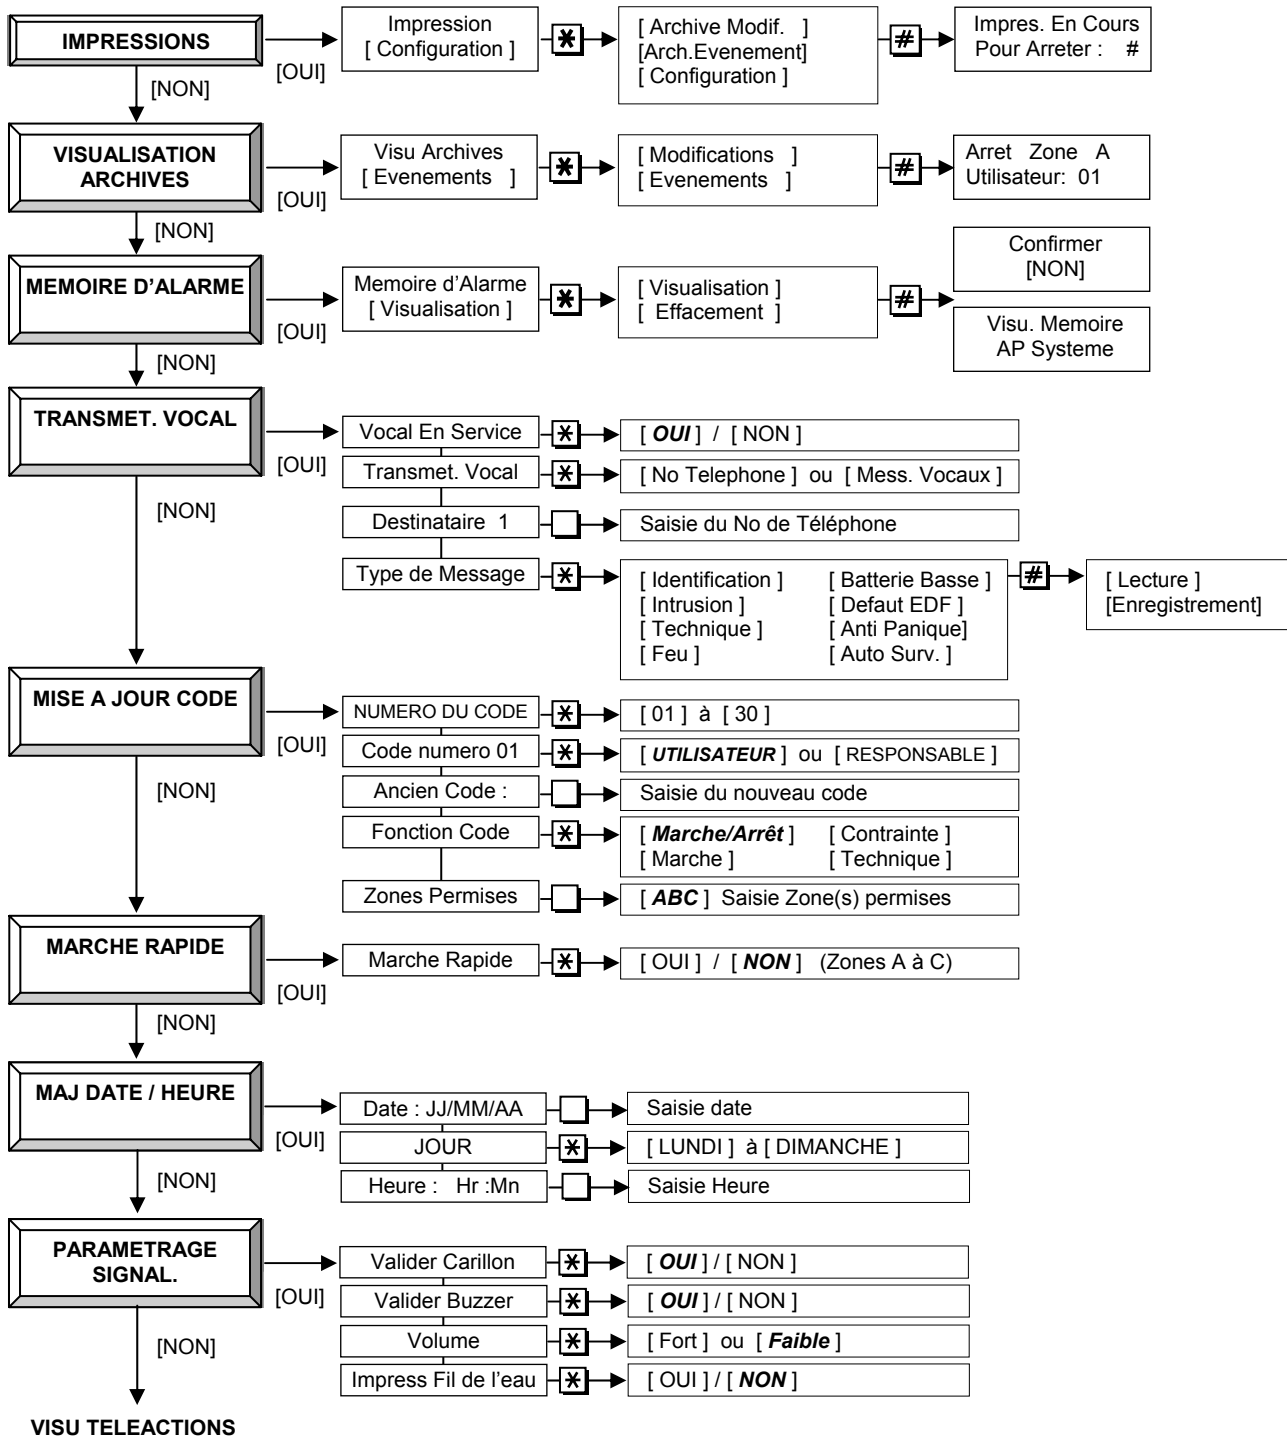 IMPRESSIONS
[OUI]
[NON]
Impression
[ Configuration ]
*
[ Archive Modif. ]
[Arch.Evenement]
[ Configuration ]
#
Impres. En Cours
Pour Arreter : #
VISUALISATION
ARCHIVES
[OUI]
[NON]
Visu Archives
[ Evenements ]
*
[ Modifications ]
[ Evenements ]
#
Arret Zone A
Utilisateur: 01
MEMOIRE D'ALARME
[OUI]
[NON]
Memoire d'Alarme
[ Visualisation ]
*
[ Visualisation ]
[ Effacement ]
#
Confirmer
[NON]
Visu. Memoire
AP Systeme
TRANSMET. VOCAL
[OUI]
[NON]
Vocal En Service
*
[ OUI ] / [ NON ]
Transmet. Vocal
*
[ No Telephone ] ou [ Mess. Vocaux ]
Destinataire 1
Saisie du No de Téléphone
Type de Message
*
[ Identification ] [ Batterie Basse ]
[ Intrusion ] [ Defaut EDF ]
[ Technique ] [ Anti Panique]
[ Feu ] [ Auto Surv. ]
#
[ Lecture ]
[Enregistrement]
MISE A JOUR CODE
[OUI]
[NON]
NUMERO DU CODE
*
[ 01 ] à [ 30 ]
Code numero 01
*
[ UTILISATEUR ] ou [ RESPONSABLE ]
Ancien Code :
Saisie du nouveau code
Fonction Code
*
[ Marche/Arrêt ] [ Contrainte ]
[ Marche ] [ Technique ]
Zones Permises
[ ABC ] Saisie Zone(s) permises
MARCHE RAPIDE
[OUI]
[NON]
Marche Rapide
*
[ OUI ] / [ NON ] (Zones A à C)
MAJ DATE / HEURE
[OUI]
[NON]
Date : JJ/MM/AA
Saisie date
JOUR
*
[ LUNDI ] à [ DIMANCHE ]
Heure : Hr :Mn
Saisie Heure
PARAMETRAGE
SIGNAL.
[OUI]
[NON]
Valider Carillon
*
[ OUI ] / [ NON ]
Valider Buzzer
*
[ OUI ] / [ NON ]
Volume
*
[ Fort ] ou [ Faible ]
Impress Fil de l'eau
*
[ OUI ] / [ NON ]
VISU TELEACTIONS